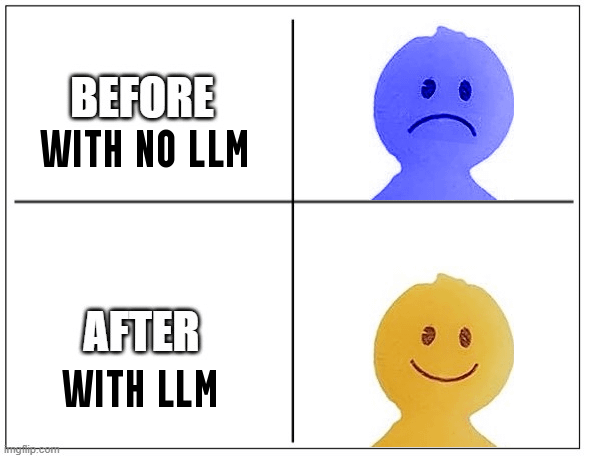 BEFORE
WITH NO LLM
AFTER
WITH LLM
imgflip.com